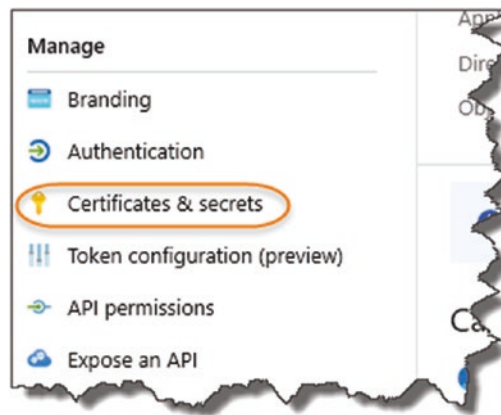 Manage
Branding
Authentication
Certificates & secrets
Token configuration (preview)
API permissions
Expose an API